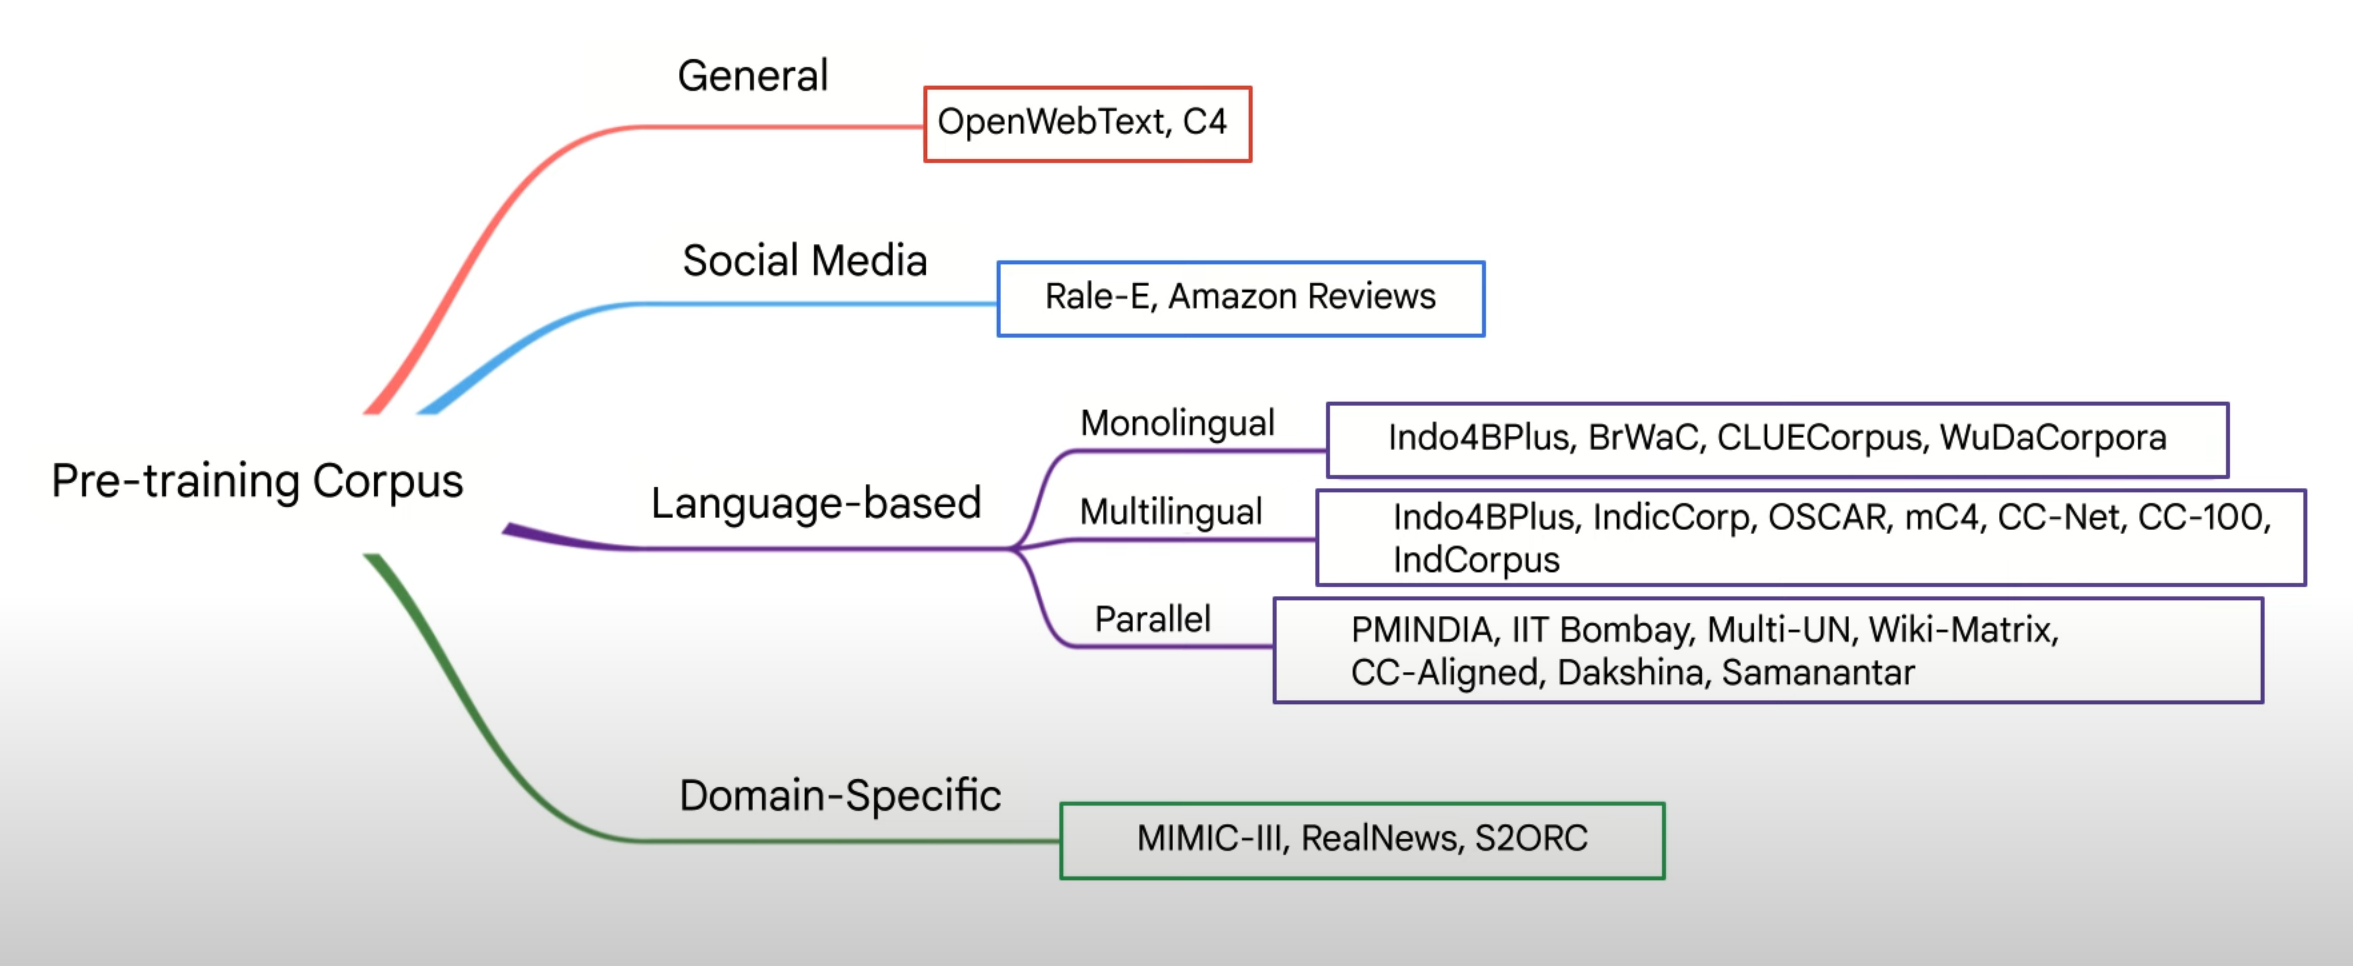 General
OpenWebText, C4
Social Media
Rale-E, Amazon Reviews
Pre-training Corpus
Language-based
Monolingual
Indo4BPlus, BrWaC, CLUECorpus, WuDaCorpora
Multilingual
Indo4BPlus, IndicCorp, OSCAR, mC4, CC-Net, CC-100,
IndCorpus
Parallel
PMINDIA, IIT Bombay, Multi-UN, Wiki-Matrix,
CC-Aligned, Dakshina, Samanantar
Domain-Specific
MIMIC-III, RealNews, S2ORC